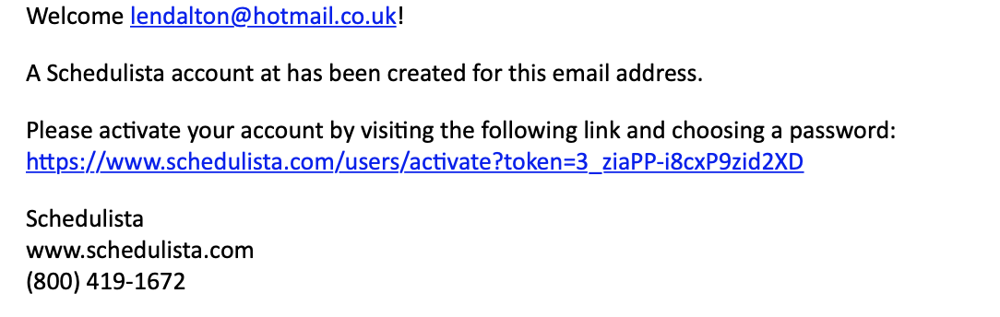 Welcome lendalton@hotmail.co.uk!
A Schedulista account at has been created for this email address.
Please activate your account by visiting the following link and choosing a password:
https://www.schedulista.com/users/activate?token=3_ziaPP-i8cxP9zid2XD
Schedulista
www.schedulista.com
(800) 419-1672